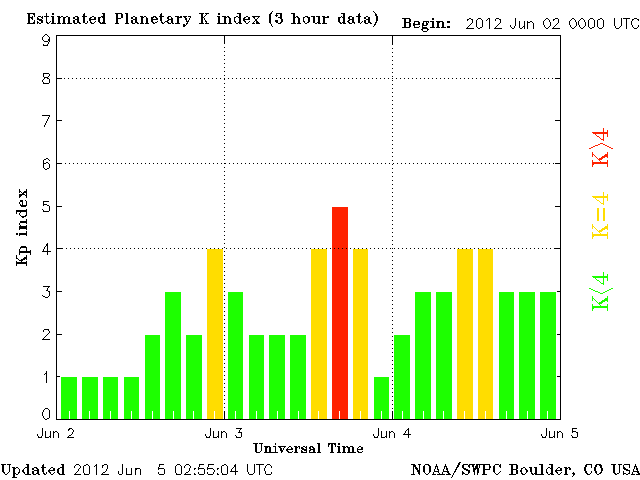 Estimated Planetary K index (3 hour data) Begin: 2012 Jun 02 0000 UTC
9
8
7
6
5
4
3
2
1
0
Kp index
K>4
K=4
K<4
Jun 2 Jun 3 Jun 4 Jun 5
Universal Time
Updated 2012 Jun 5 02:55:04 UTC NOAA/SWPC Boulder, CO USA